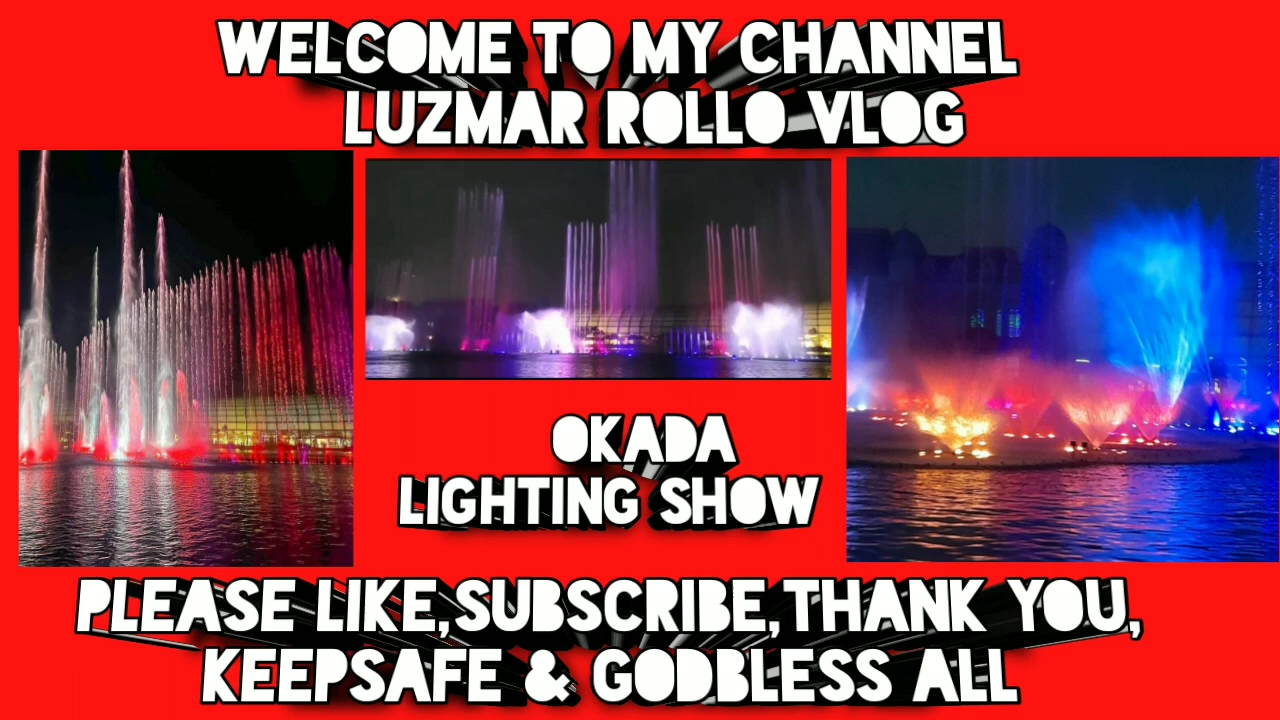 WELCOME TO MY CHANNEL
LUZMAR ROLLO VLOG
OKADA
LIGHTING SHOW
PLEASE LIKE,SUBSCRIBE,THANK YOU,
KEEPSAFE & GODBLESS ALL